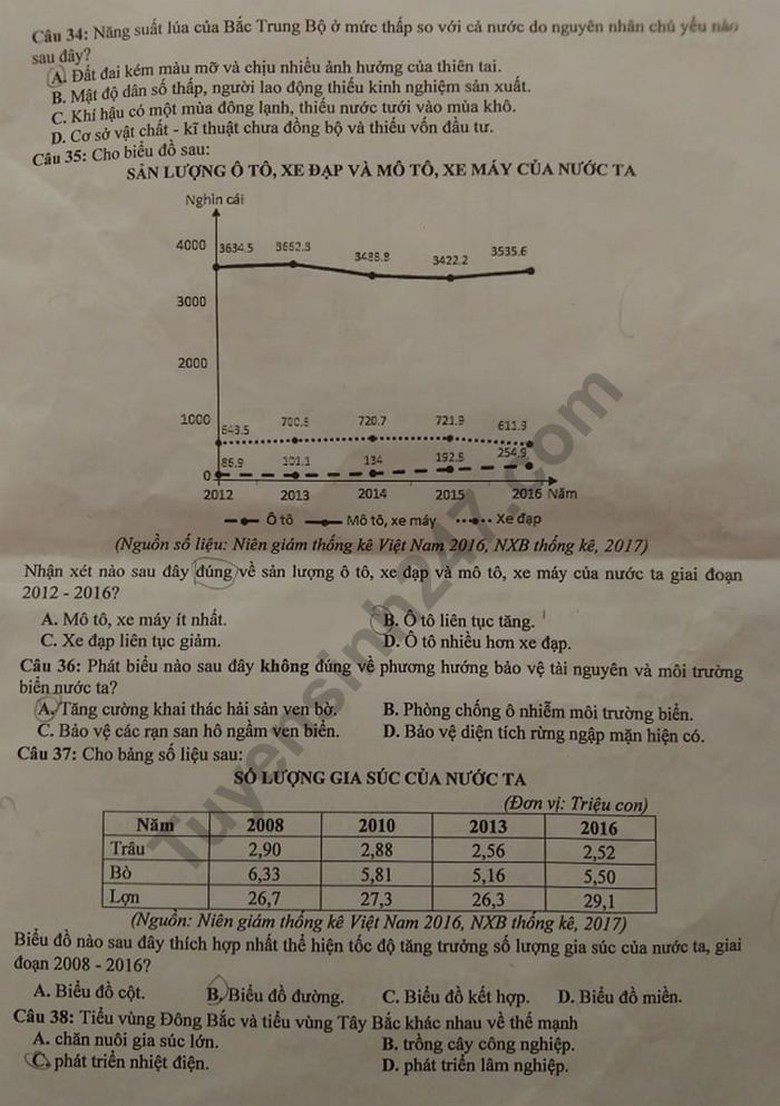 Câu 34: Năng suất lúa của Bắc Trung Bộ ở mức thấp so với cả nước do nguyên nhân chủ yếu nào
sau đây?
A. Đất đai kém màu mỡ và chịu nhiều ảnh hưởng của thiên tai.
B. Mật độ dân số thấp, người lao động thiếu kinh nghiệm sản xuất.
C. Khí hậu có một mùa đông lạnh, thiếu nước tưới vào mùa khô.
D. Cơ sở vật chất - kĩ thuật chưa đồng bộ và thiếu vốn đầu tư.
Câu 35: Cho biểu đồ sau:
SẢN LƯỢNG Ô TÔ, XE ĐẠP VÀ MÔ TÔ, XE MÁY CỦA NƯỚC TA
Nghìn cái
4000 3634.5 3652.9 3488.8 3422.2 3535.6
3000
2000
1000 643.5 700.8 720.7 721.9 611.9
86.9 101.1 134 192.5 254.9
0
2012 2013 2014 2015 2016 Năm
Ô tô Mô tô, xe máy Xe đạp
(Nguồn số liệu: Niên giám thống kê Việt Nam 2016, NXB thống kê, 2017)
Nhận xét nào sau đây đúng về sản lượng ô tô, xe đạp và mô tô, xe máy của nước ta giai đoạn
2012 - 2016?
A. Mô tô, xe máy ít nhất. B. Ô tô liên tục tăng.
C. Xe đạp liên tục giảm. D. Ô tô nhiều hơn xe đạp.
Câu 36: Phát biểu nào sau đây không đúng về phương hướng bảo vệ tài nguyên và môi trường
biển nước ta?
A. Tăng cường khai thác hải sản ven bờ. B. Phòng chống ô nhiễm môi trường biển.
C. Bảo vệ các rạn san hô ngầm ven biển. D. Bảo vệ diện tích rừng ngập mặn hiện có.
Câu 37: Cho bảng số liệu sau:
SỐ LƯỢNG GIA SÚC CỦA NƯỚC TA
(Đơn vị: Triệu con)
Năm 2008 2010 2013 2016
Trâu 2,90 2,88 2,56 2,52
Bò 6,33 5,81 5,16 5,50
Lợn 26,7 27,3 26,3 29,1
(Nguồn: Niên giám thống kê Việt Nam 2016, NXB thống kê, 2017)
Biểu đồ nào sau đây thích hợp nhất thể hiện tốc độ tăng trưởng số lượng gia súc của nước ta, giai
đoạn 2008 - 2016?
A. Biểu đồ cột. B. Biểu đồ đường. C. Biểu đồ kết hợp. D. Biểu đồ miền.
Câu 38: Tiểu vùng Đông Bắc và tiểu vùng Tây Bắc khác nhau về thế mạnh
A. chăn nuôi gia súc lớn. B. trồng cây công nghiệp.
C. phát triển nhiệt điện. D. phát triển lâm nghiệp.
Tuyensinh247.com